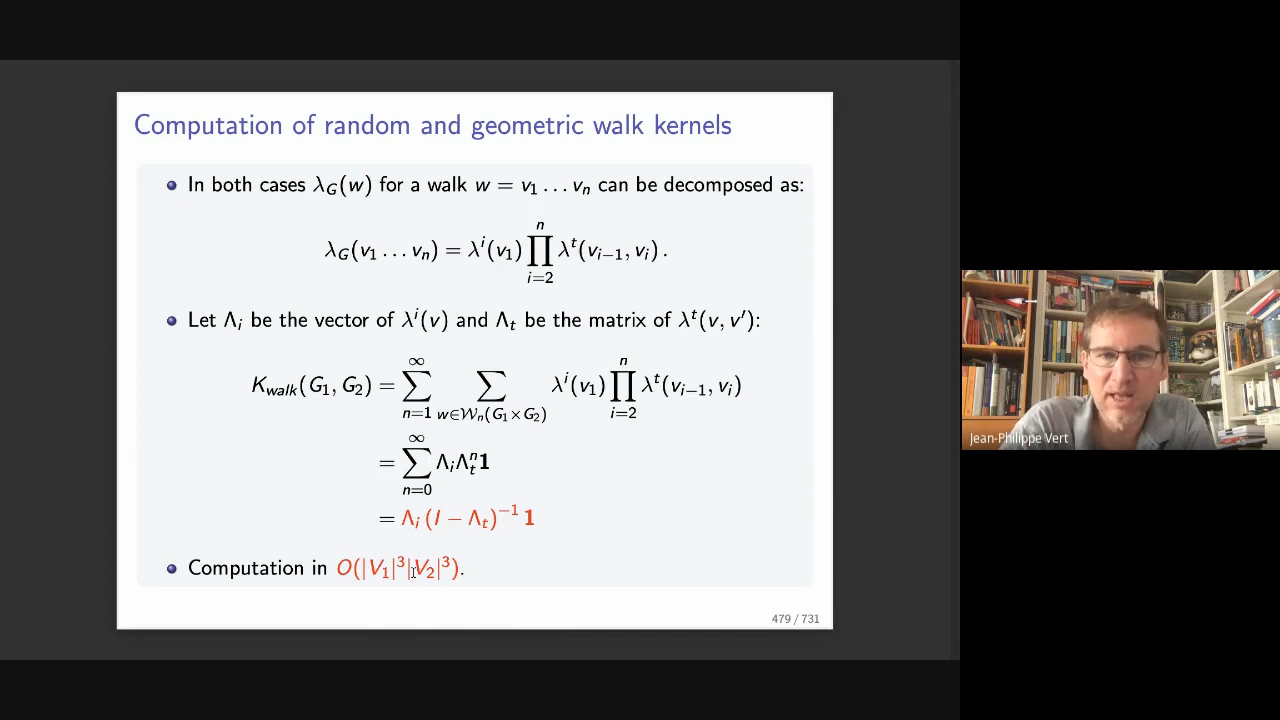 Computation of random and geometric walk kernels
In both cases λ_G(w) for a walk w = v_1 … v_n can be decomposed as:
λ_G(v_1 … v_n) = λ^i(v_1) ∏_{i=2}^{n} λ^t(v_{i−1}, v_i) .
Let Λ_i be the vector of λ^i(v) and Λ_t be the matrix of λ^t(v, v′):
K_walk(G_1, G_2) = ∑_{n=1}^{∞} ∑_{w∈W_n(G_1×G_2)} λ^i(v_1) ∏_{i=2}^{n} λ^t(v_{i−1}, v_i)
= ∑_{n=0}^{∞} Λ_i Λ_t^n 1
= Λ_i (I − Λ_t)^{−1} 1
Computation in O(|V_1|^3|V_2|^3).
479 / 731
Jean-Philippe Vert